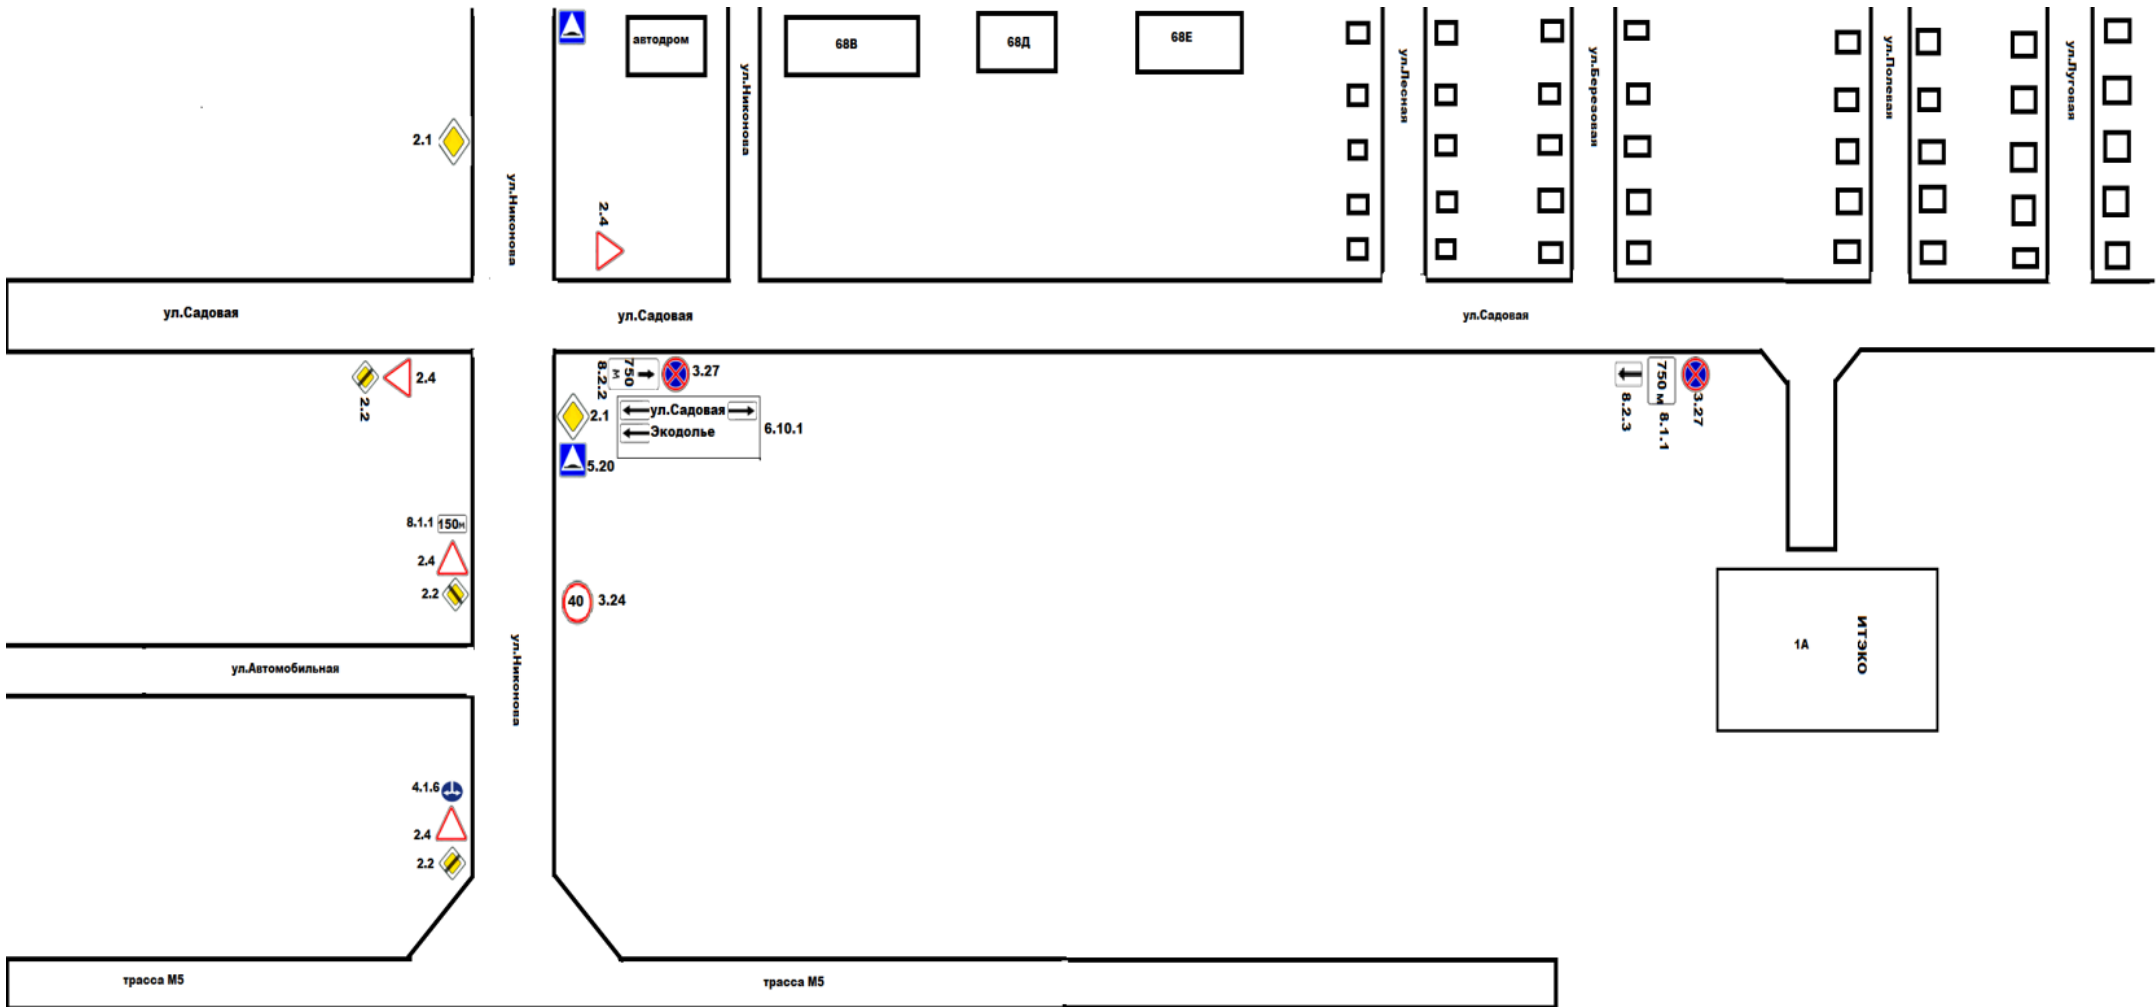 автодром
68В
68Д
68Е
ул.Никонова
ул.Лесная
ул.Березовая
ул.Полевая
ул.Луговая
2.1
ул.Никонова
2.4
ул.Садовая
ул.Садовая
ул.Садовая
2.4
2.2
8.2.2
750 м
3.27
2.1
ул.Садовая
Экодолье
6.10.1
5.20
8.2.3
750 м
8.1.1
3.27
8.1.1
150м
2.4
2.2
40
3.24
ул.Автомобильная
ул.Никонова
1А
ИТЭКО
4.1.6
2.4
2.2
трасса М5
трасса М5